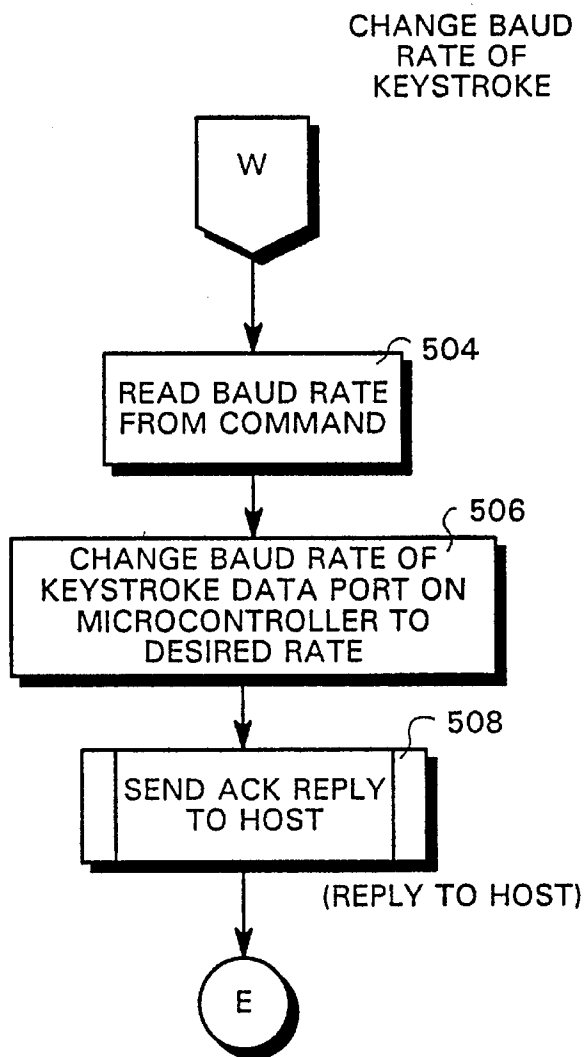 CHANGE BAUD
RATE OF
KEYSTROKE
W
504
READ BAUD RATE
FROM COMMAND
506
CHANGE BAUD RATE OF
KEYSTROKE DATA PORT ON
MICROCONTROLLER TO
DESIRED RATE
508
SEND ACK REPLY
TO HOST
(REPLY TO HOST)
E